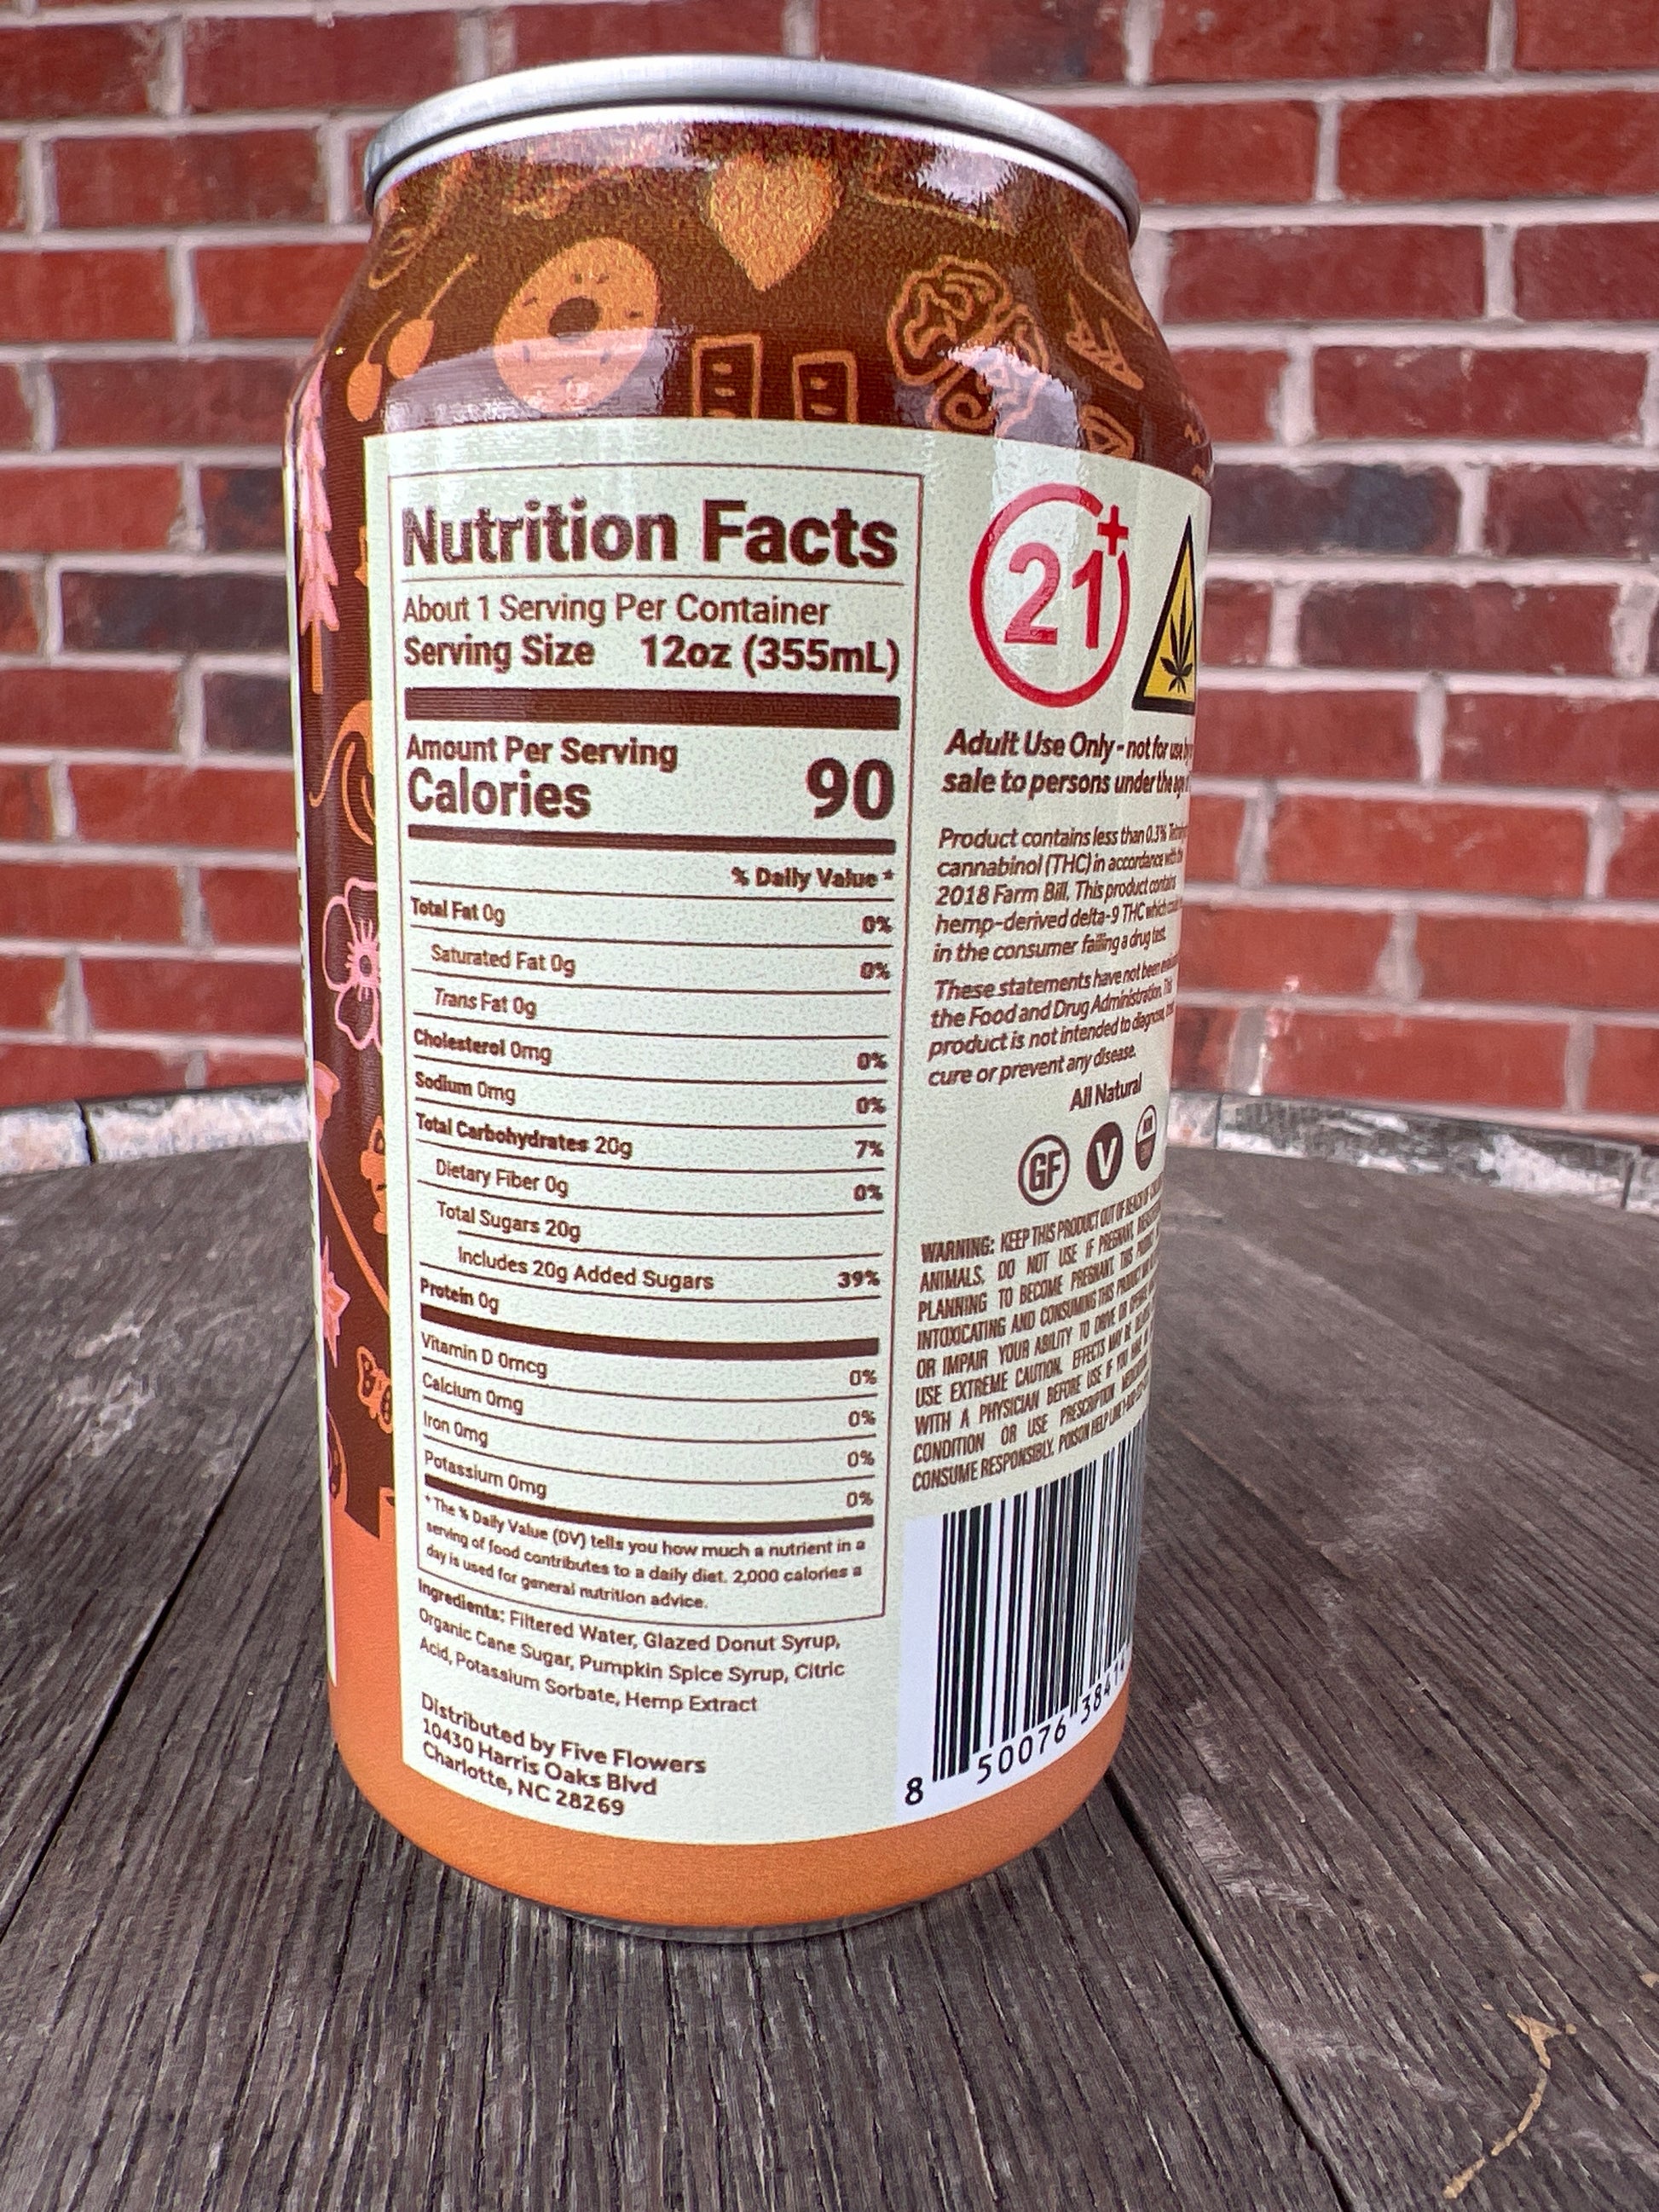 Nutrition Facts
About 1 Serving Per Container
Serving Size 12oz (355mL)
Amount Per Serving
Calories 90
% Daily Value *
Total Fat 0g 0%
Saturated Fat 0g 0%
Trans Fat 0g
Cholesterol 0mg 0%
Sodium 0mg 0%
Total Carbohydrates 20g 7%
Dietary Fiber 0g 0%
Total Sugars 20g
Includes 20g Added Sugars 39%
Protein 0g
Vitamin D 0mcg 0%
Calcium 0mg 0%
Iron 0mg 0%
Potassium 0mg 0%
* The % Daily Value (DV) tells you how much a nutrient in a
serving of food contributes to a daily diet. 2,000 calories a
day is used for general nutrition advice.
Ingredients: Filtered Water, Glazed Donut Syrup,
Organic Cane Sugar, Pumpkin Spice Syrup, Citric
Acid, Potassium Sorbate, Hemp Extract
Distributed by Five Flowers
10430 Harris Oaks Blvd
Charlotte, NC 28269
21+
Adult Use Only - not for use
sale to persons under the
Product contains less than 0.3%
cannabinol (THC) in accordance with the
2018 Farm Bill. This product contains
hemp-derived delta-9 THC which
in the consumer failing a drug test.
These statements have not been
the Food and Drug Administration. This
product is not intended to diagnose,
cure or prevent any disease.
All Natural
GF V
WARNING: KEEP THIS PRODUCT OUT OF REACH OF
ANIMALS. DO NOT USE IF PREGNANT,
PLANNING TO BECOME PREGNANT. THIS PRODUCT
INTOXICATING AND CONSUMING THIS PRODUCT
OR IMPAIR YOUR ABILITY TO DRIVE OR
USE EXTREME CAUTION. EFFECTS MAY BE
WITH A PHYSICIAN BEFORE USE IF YOU
CONDITION OR USE PRESCRIPTION
CONSUME RESPONSIBLY. POISON HELP LINE
8 50076 384